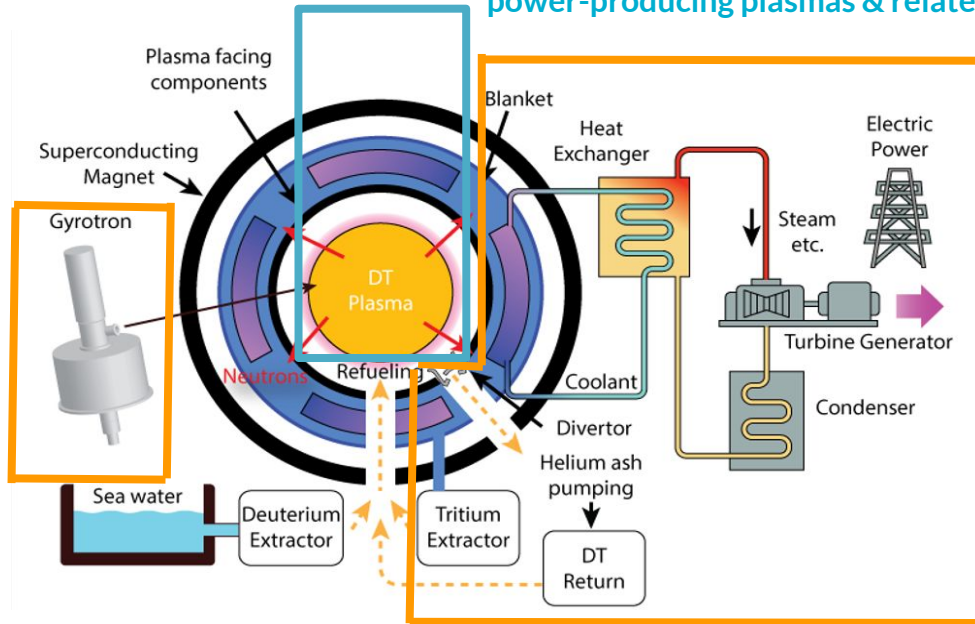 power-producing plasmas & relate
Plasma facing
components
Blanket
Superconducting
Magnet
Heat
Exchanger
Electric
Power
Gyrotron
Steam
etc.
DT
Plasma
Turbine Generator
Neutrons
Refueling
Coolant
Condenser
Divertor
Helium ash
pumping
Sea water
Deuterium
Extractor
Tritium
Extractor
DT
Return